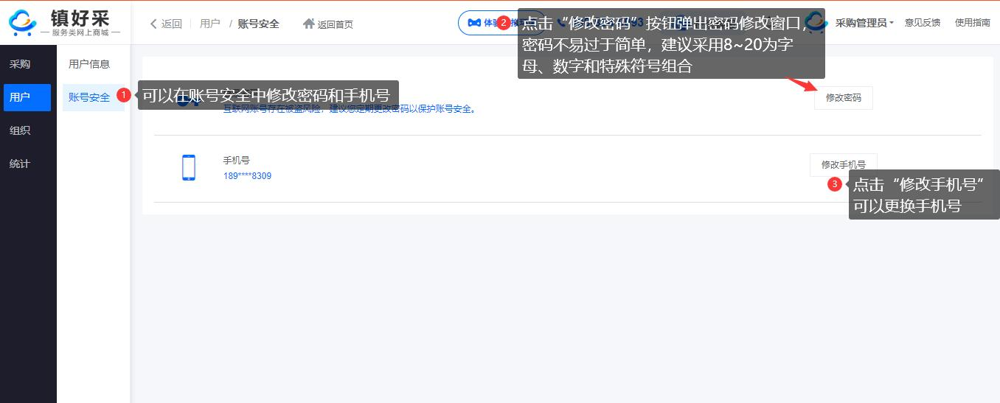 镇好采
服务类网上商城
返回
用户 / 账号安全
返回首页
体验
2
点击“修改密码”按钮弹出密码修改窗口，
密码不易过于简单，建议采用8~20为字
母、数字和特殊符号组合
采购管理员
意见反馈
使用指南
采购
用户
组织
统计
用户信息
账号安全
1
可以在账号安全中修改密码和手机号
互联网账号存在被盗风险，建议您定期更改密码以保护账号安全。
修改密码
手机号
189****8309
修改手机号
3
点击“修改手机号”
可以更换手机号